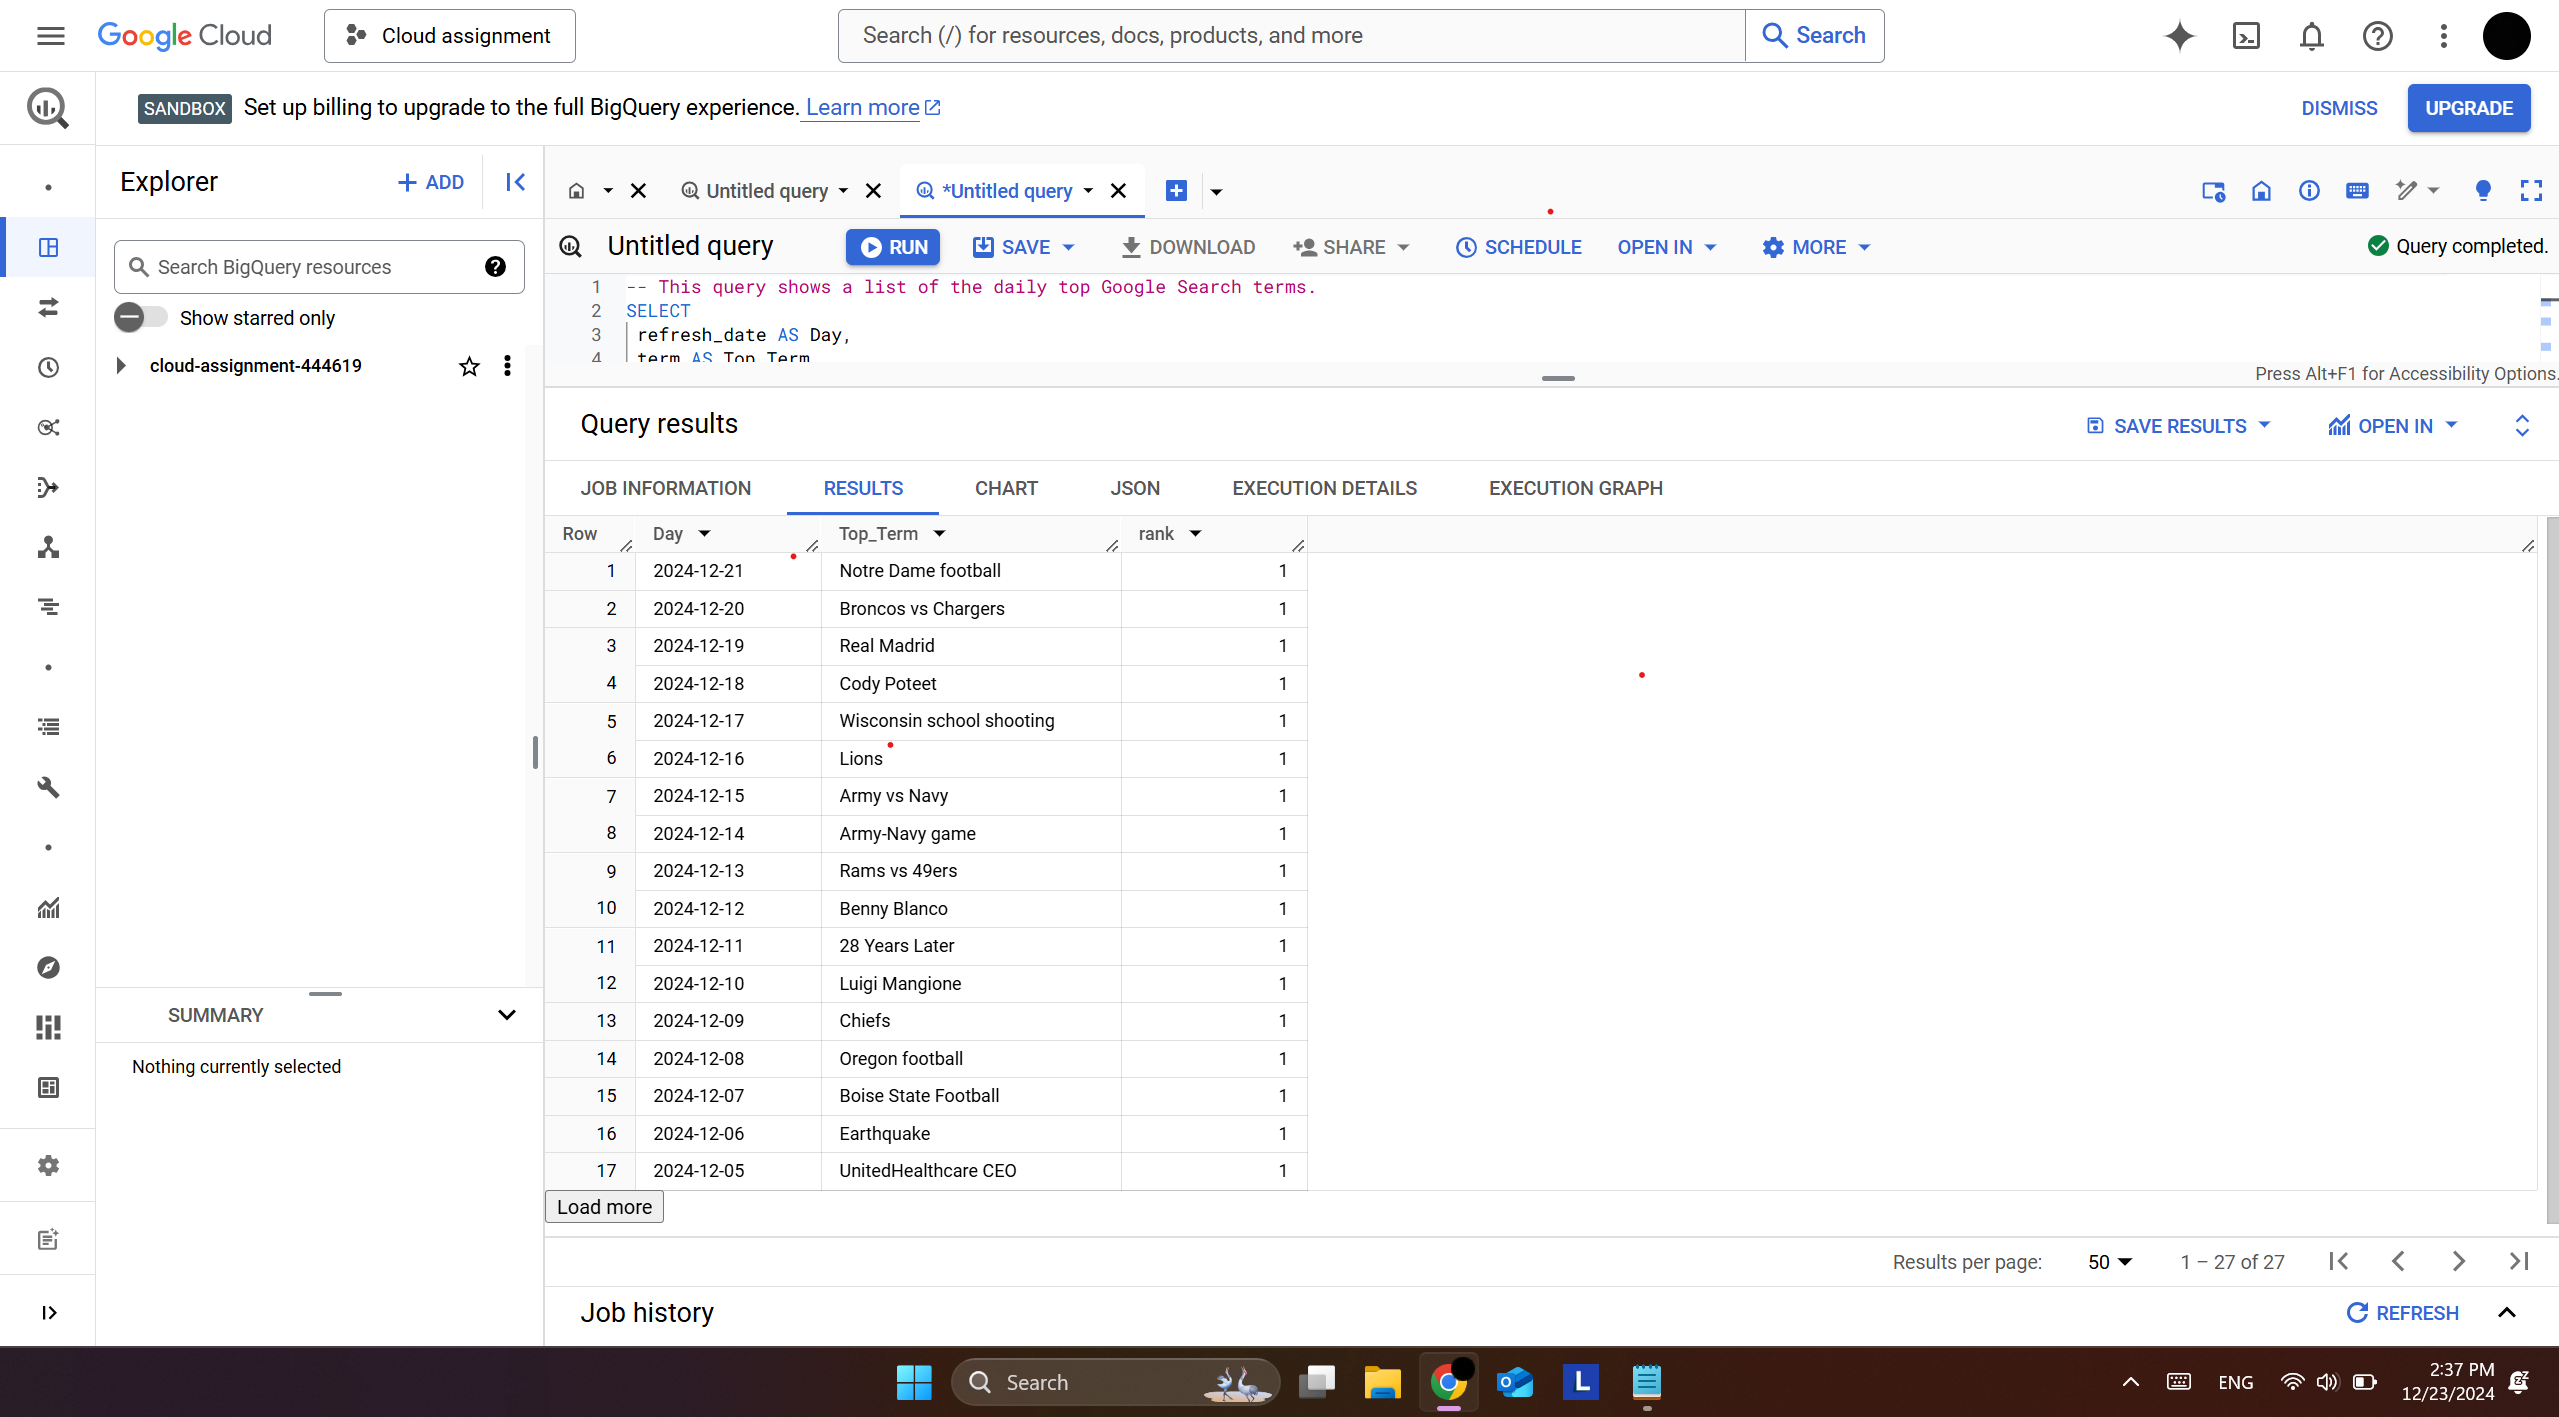 Google Cloud
Cloud assignment
Search (/) for resources, docs, products, and more
Search
SANDBOX Set up billing to upgrade to the full BigQuery experience. Learn more
DISMISS
UPGRADE
Explorer
+ ADD
Untitled query
*Untitled query
Search BigQuery resources
Show starred only
cloud-assignment-444619
Untitled query
RUN
SAVE
DOWNLOAD
SHARE
SCHEDULE
OPEN IN
MORE
Query completed.
1 -- This query shows a list of the daily top Google Search terms.
2 SELECT
3 refresh_date AS Day,
4 term AS Top_Term
Press Alt+F1 for Accessibility Options.
Query results
SAVE RESULTS
OPEN IN
JOB INFORMATION RESULTS CHART JSON EXECUTION DETAILS EXECUTION GRAPH
Row Day Top_Term rank
1 2024-12-21 Notre Dame football 1
2 2024-12-20 Broncos vs Chargers 1
3 2024-12-19 Real Madrid 1
4 2024-12-18 Cody Poteet 1
5 2024-12-17 Wisconsin school shooting 1
6 2024-12-16 Lions 1
7 2024-12-15 Army vs Navy 1
8 2024-12-14 Army-Navy game 1
9 2024-12-13 Rams vs 49ers 1
10 2024-12-12 Benny Blanco 1
11 2024-12-11 28 Years Later 1
12 2024-12-10 Luigi Mangione 1
13 2024-12-09 Chiefs 1
14 2024-12-08 Oregon football 1
15 2024-12-07 Boise State Football 1
16 2024-12-06 Earthquake 1
17 2024-12-05 UnitedHealthcare CEO 1
Load more
Results per page: 50 1 – 27 of 27
SUMMARY
Nothing currently selected
Job history
REFRESH
Search
L
ENG
2:37 PM
12/23/2024